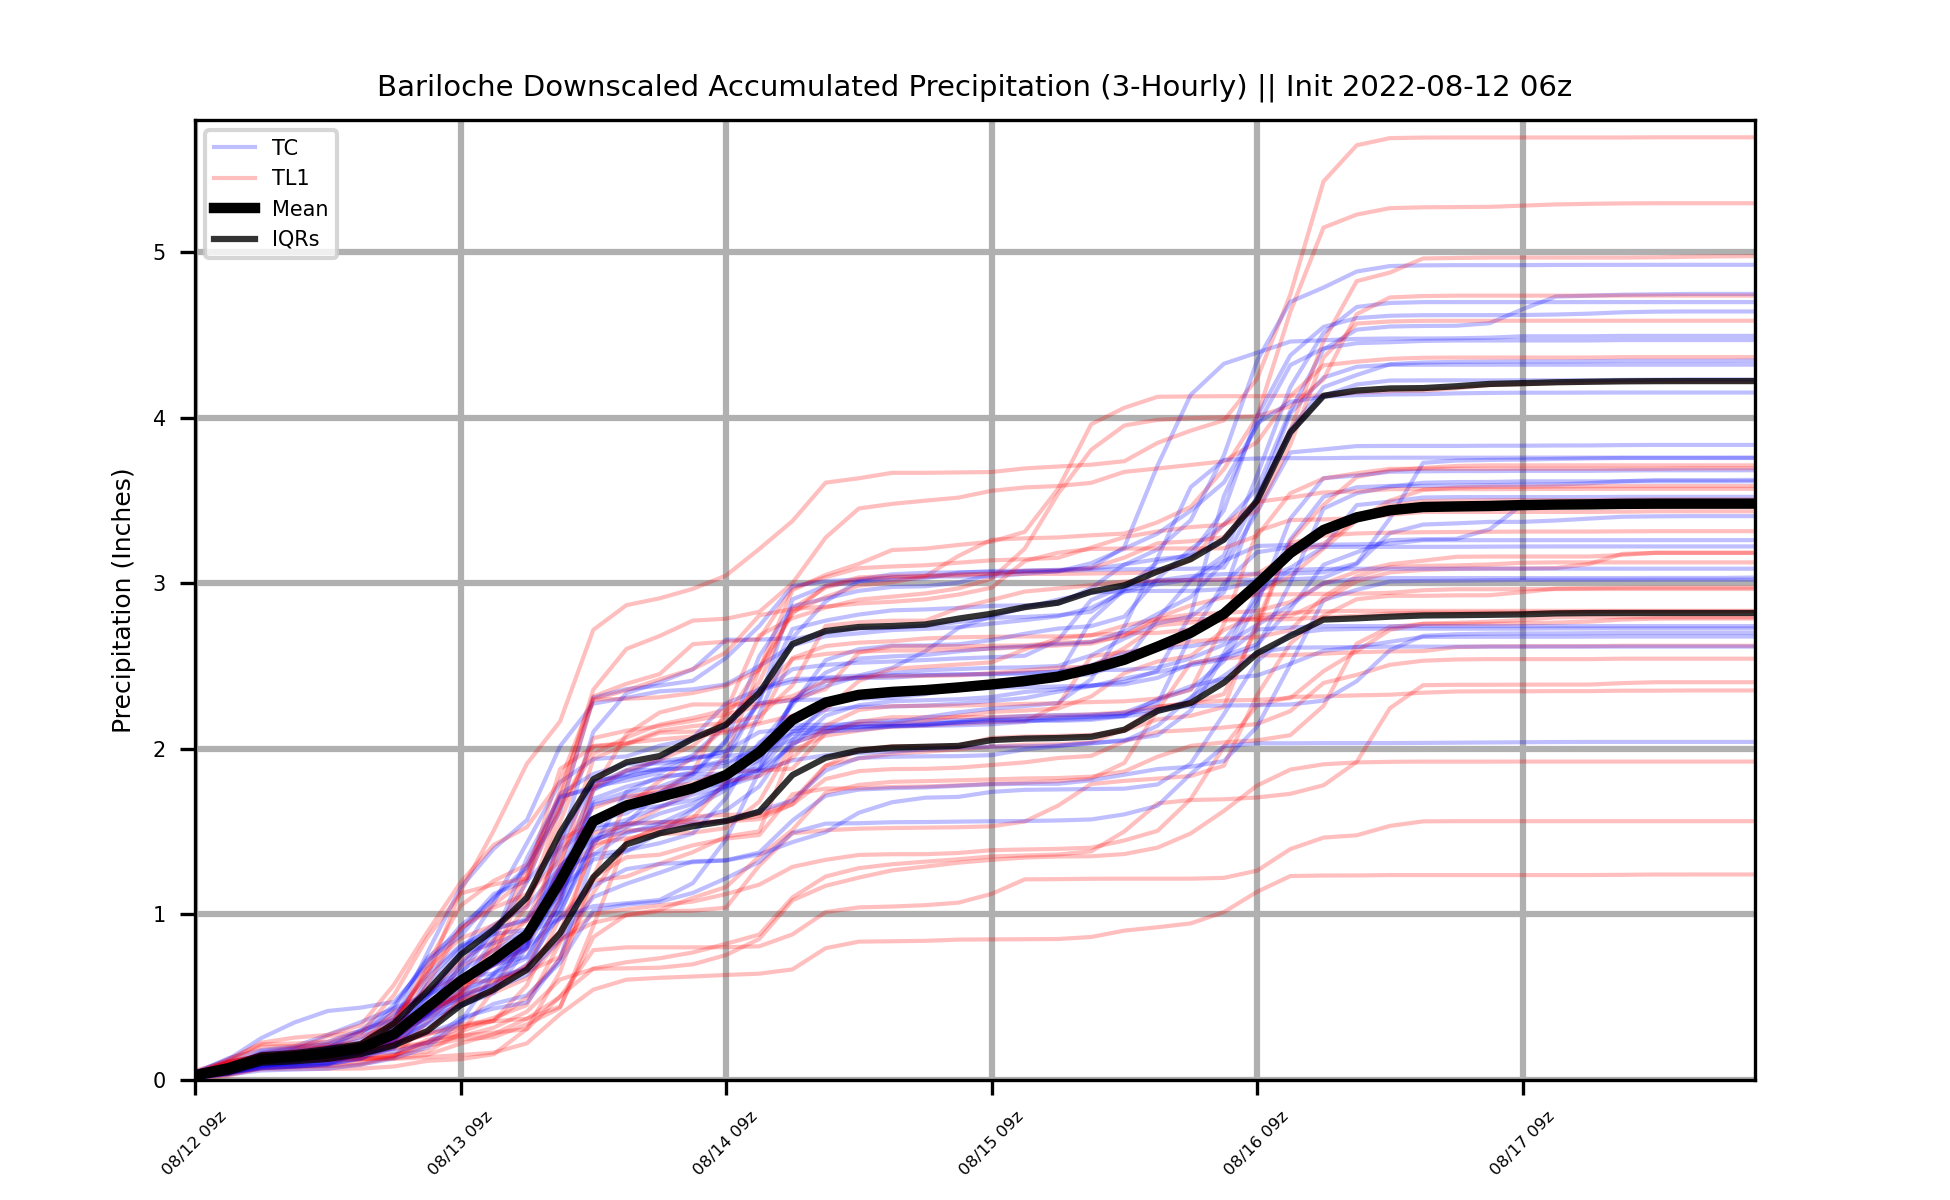 Bariloche Downscaled Accumulated Precipitation (3-Hourly) || Init 2022-08-12 06z
TC
TL1
Mean
IQRs
Precipitation (Inches)
5
4
3
2
1
0
08/12 09z
08/13 09z
08/14 09z
08/15 09z
08/16 09z
08/17 09z